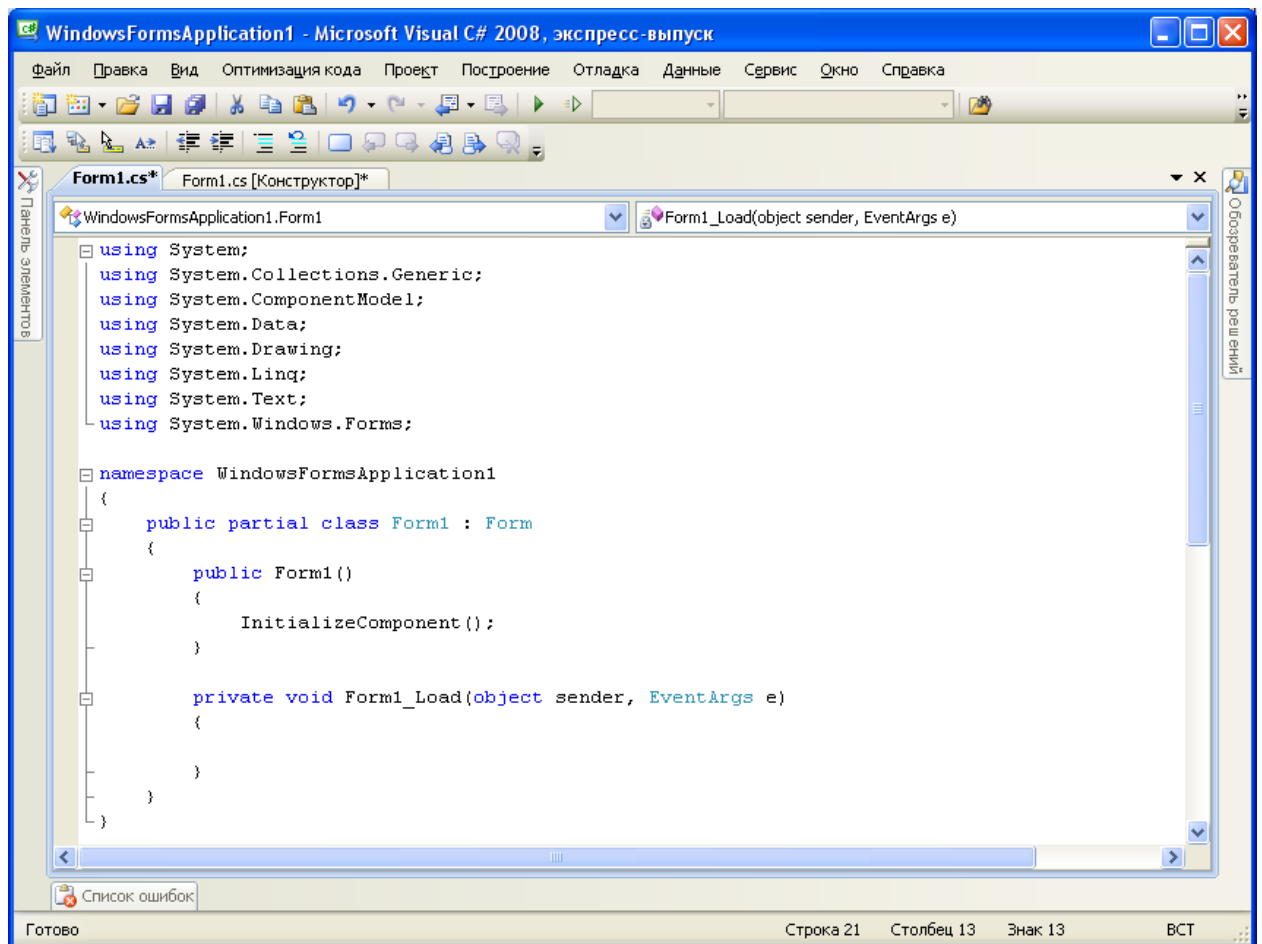 WindowsFormsApplication1 - Microsoft Visual C# 2008, экспресс-выпуск
Файл Правка Вид Оптимизация кода Проект Построение Отладка Данные Сервис Окно Справка
Form1.cs* Form1.cs [Конструктор]*
Панель элементов
WindowsFormsApplication1.Form1 Form1_Load(object sender, EventArgs e)
Обозреватель решений
using System;
using System.Collections.Generic;
using System.ComponentModel;
using System.Data;
using System.Drawing;
using System.Linq;
using System.Text;
using System.Windows.Forms;
namespace WindowsFormsApplication1
{
public partial class Form1 : Form
{
public Form1()
{
InitializeComponent();
}
private void Form1_Load(object sender, EventArgs e)
{
}
}
}
Список ошибок
Готово Строка 21 Столбец 13 Знак 13 ВСТ